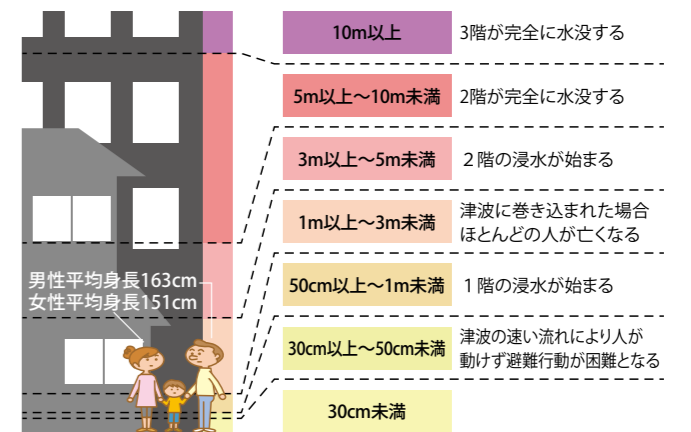 10m以上
3階が完全に水没する
5m以上～10m未満
2階が完全に水没する
3m以上～5m未満
２階の浸水が始まる
1m以上～3m未満
津波に巻き込まれた場合
ほとんどの人が亡くなる
男性平均身長163cm
女性平均身長151cm
50cm以上～1m未満
１階の浸水が始まる
30cm以上～50cm未満
津波の速い流れにより人が
動けず避難行動が困難となる
30cm未満